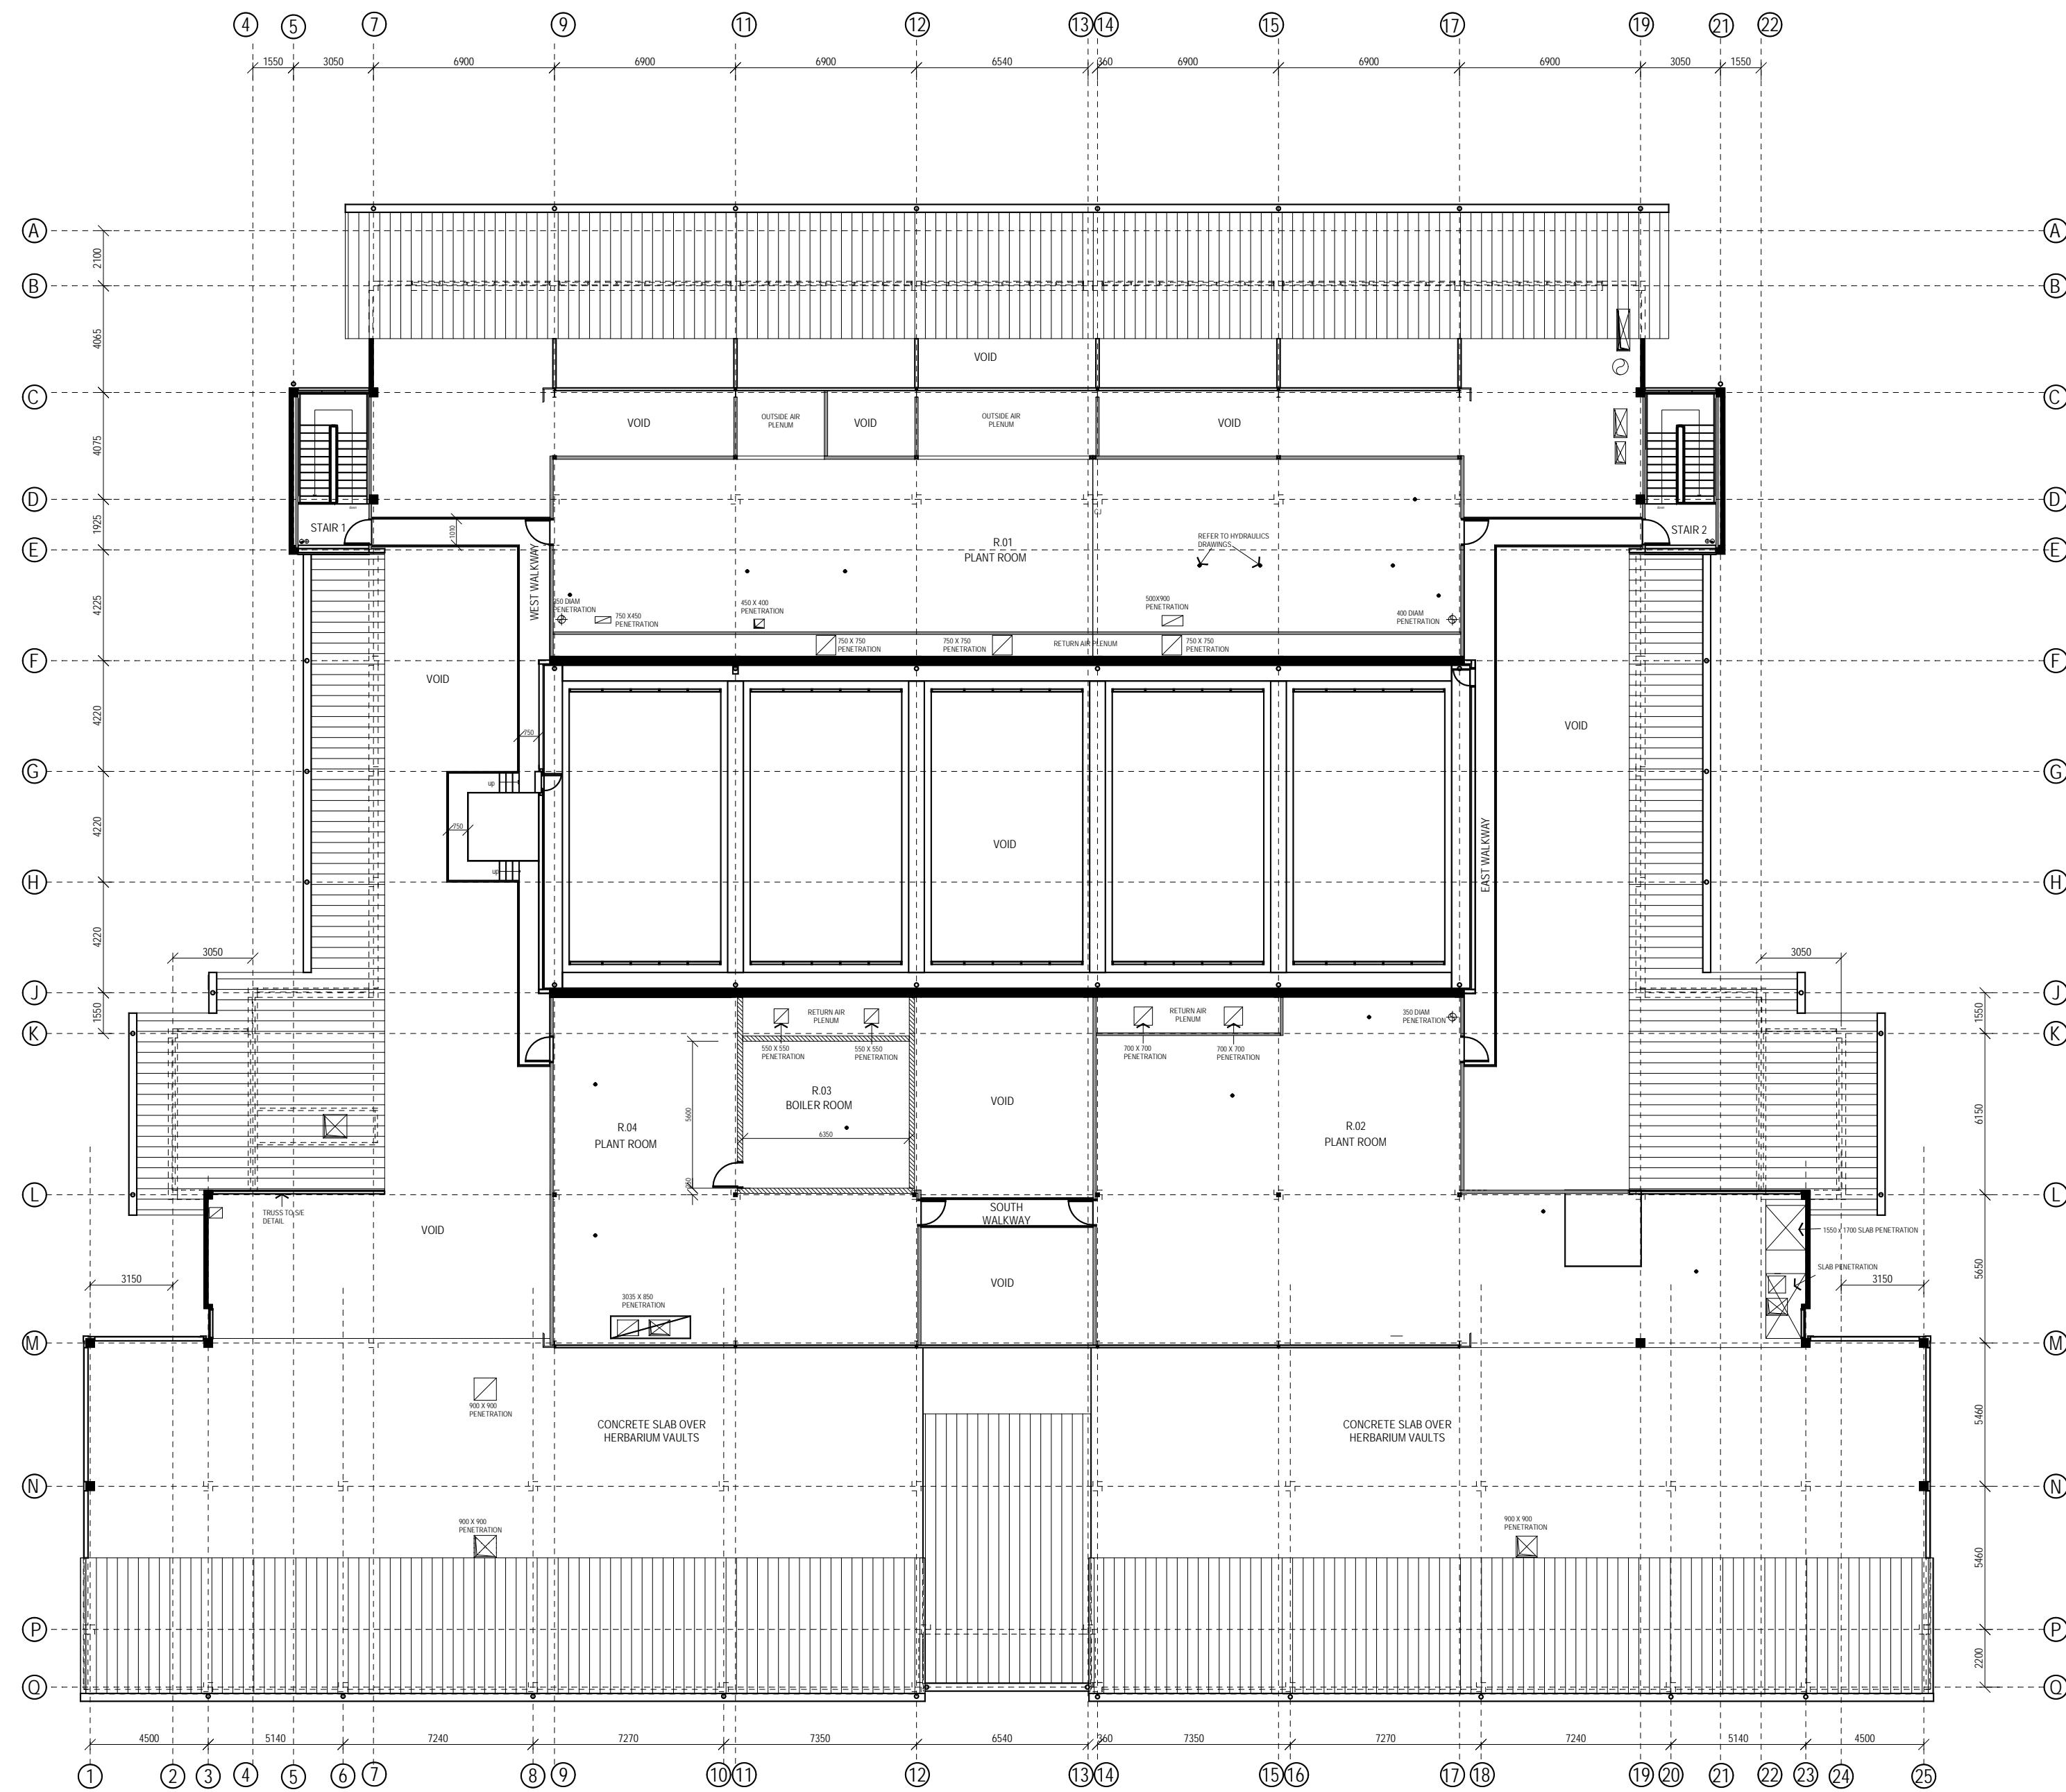 4 5 7 9 11 12 13 14 15 17 19 21 22
1550 3050 6900 6900 6900 6540 360 6900 6900 6900 3050 1550
A A
2100
B B
4065
VOID
C C
OUTSIDE AIR
PLENUM
OUTSIDE AIR
PLENUM
VOID VOID VOID
4075
D D
down down
STAIR 1 STAIR 2
1925
1010
E E
WEST WALKWAY
R.01
PLANT ROOM
REFER TO HYDRAULICS
DRAWINGS
4225
350 DIAM
PENETRATION
750 X450
PENETRATION
450 X 400
PENETRATION
500X900
PENETRATION
400 DIAM
PENETRATION
750 X 750
PENETRATION
750 X 750
PENETRATION
RETURN AIR PLENUM
750 X 750
PENETRATION
F F
VOID
4220
VOID
750
G G
up
4220
750
VOID
EAST WALKWAY
up
H H
4220
3050 3050
J J
1550 1550
RETURN AIR
PLENUM
RETURN AIR
PLENUM
350 DIAM
PENETRATION
K K
550 X 550
PENETRATION
550 X 550
PENETRATION
700 X 700
PENETRATION
700 X 700
PENETRATION
R.03
BOILER ROOM
VOID
5600
6350
R.04
PLANT ROOM
R.02
PLANT ROOM
6150
L L
TRUSS TO S/E
DETAIL
VOID
SOUTH
WALKWAY
1550 x 1700 SLAB PENETRATION
SLAB PENETRATION
3150 3150
5650
VOID
3035 X 850
PENETRATION
M M
900 X 900
PENETRATION
CONCRETE SLAB OVER
HERBARIUM VAULTS
CONCRETE SLAB OVER
HERBARIUM VAULTS
5460
N N
900 X 900
PENETRATION
900 X 900
PENETRATION
5460
P P
2200
Q Q
4500 5140 7240 7270 7350 6540 360 7350 7270 7240 5140 4500
1 2 3 4 5 6 7 8 9 10 11 12 13 14 15 16 17 18 19 20 21 22 23 24 25